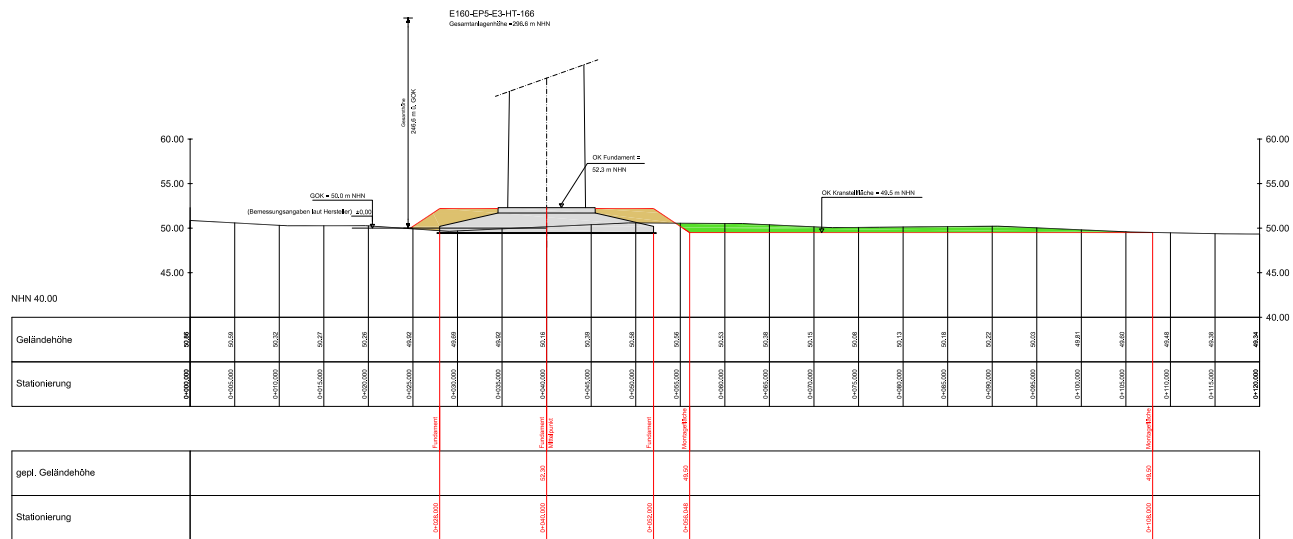 E160-EP5-E3-HT-166
Gesamtanlagenhöhe =296.6 m NHN
Gesamthöhe
246,6 m ü. GOK
60.00
60.00
OK Fundament =
52.3 m NHN
55.00
55.00
GOK = 50.0 m NHN
OK Kranstellfläche = 49.5 m NHN
(Bemessungsangaben laut Hersteller) ±0,00
50.00
50.00
45.00
45.00
NHN 40.00
40.00
Geländehöhe 50,86 50,59 50,32 50,27 50,26 49,92 49,69 49,92 50,16 50,39 50,58 50,56 50,53 50,38 50,15 50,08 50,13 50,18 50,22 50,03 49,81 49,60 49,48 49,38 49,34
Stationierung 0+000,000 0+005,000 0+010,000 0+015,000 0+020,000 0+025,000 0+030,000 0+035,000 0+040,000 0+045,000 0+050,000 0+055,000 0+060,000 0+065,000 0+070,000 0+075,000 0+080,000 0+085,000 0+090,000 0+095,000 0+100,000 0+105,000 0+110,000 0+115,000 0+120,000
Fundament
Fundament
Mittelpunkt
Fundament
Montagefläche
Montagefläche
gepl. Geländehöhe 52,30 49,50 49,50
Stationierung 0+028,000 0+040,000 0+052,000 0+056,048 0+108,000